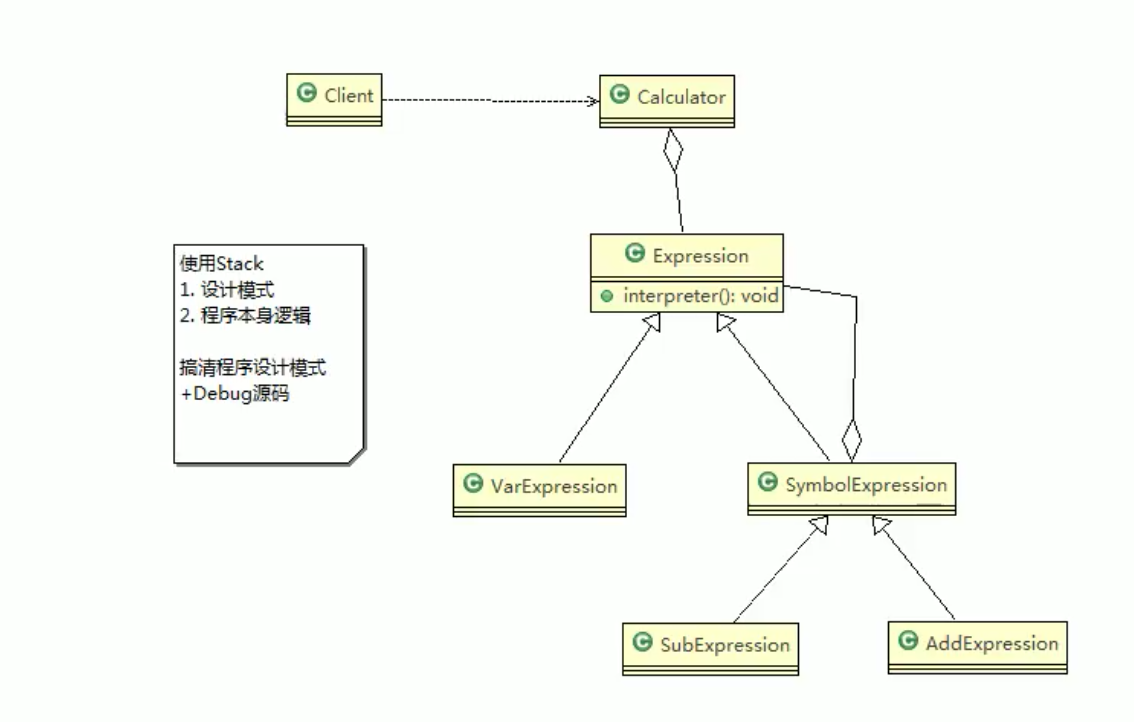 Client
Calculator
使用Stack
1. 设计模式
2. 程序本身逻辑
搞清程序设计模式
+Debug源码
Expression
interpreter(): void
VarExpression
SymbolExpression
SubExpression
AddExpression